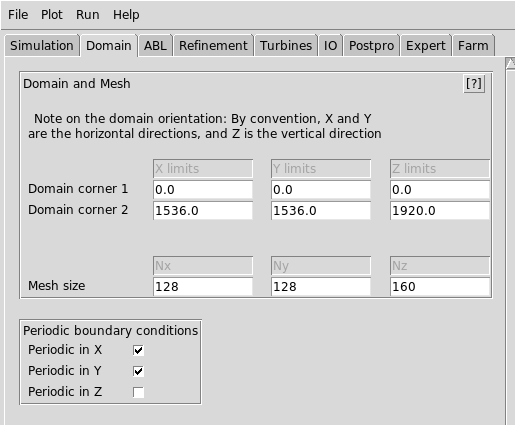 File Plot Run Help
Simulation Domain ABL Refinement Turbines IO Postpro Expert Farm
Domain and Mesh [?]
Note on the domain orientation: By convention, X and Y
are the horizontal directions, and Z is the vertical direction
X limits Y limits Z limits
Domain corner 1 0.0 0.0 0.0
Domain corner 2 1536.0 1536.0 1920.0
Nx Ny Nz
Mesh size 128 128 160
Periodic boundary conditions
Periodic in X
Periodic in Y
Periodic in Z